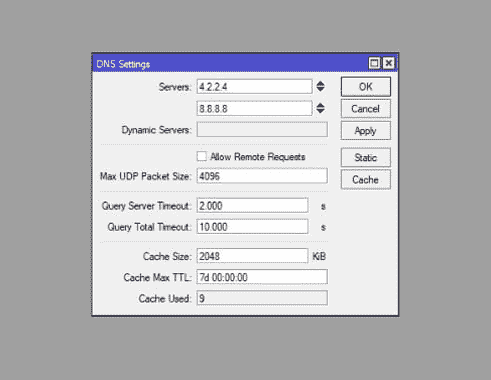 DNS Settings
Servers: 4.2.2.4 OK
8.8.8.8 Cancel
Dynamic Servers: Apply
Allow Remote Requests Static
Max UDP Packet Size: 4096 Cache
Query Server Timeout: 2.000 s
Query Total Timeout: 10.000 s
Cache Size: 2048 KiB
Cache Max TTL: 7d 00:00:00
Cache Used: 9